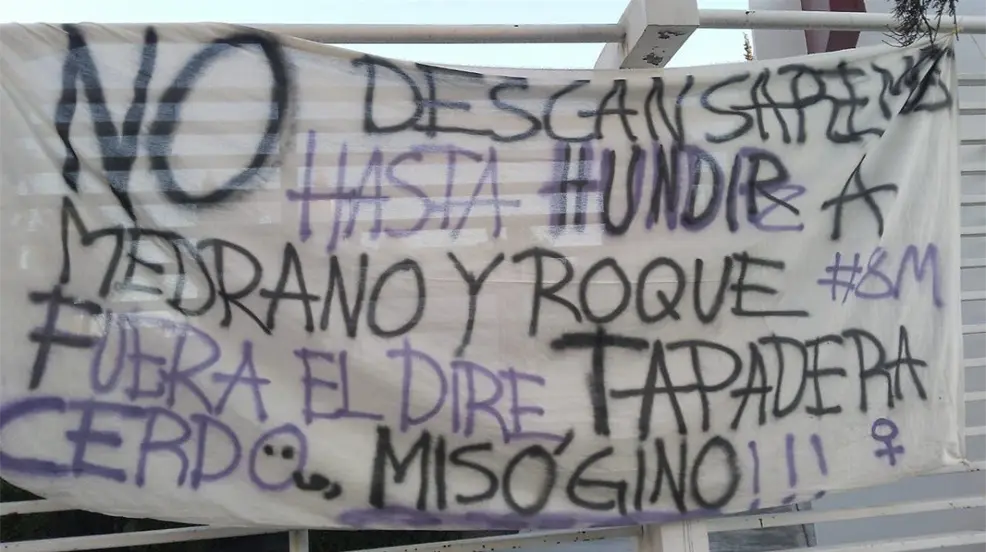 NO DESCANSAREMOS
HASTA HUNDIR A
MEDRANO Y ROQUE #8M
FUERA EL DIRE, TAPADERA
CERDO, MISÓGINO!!!